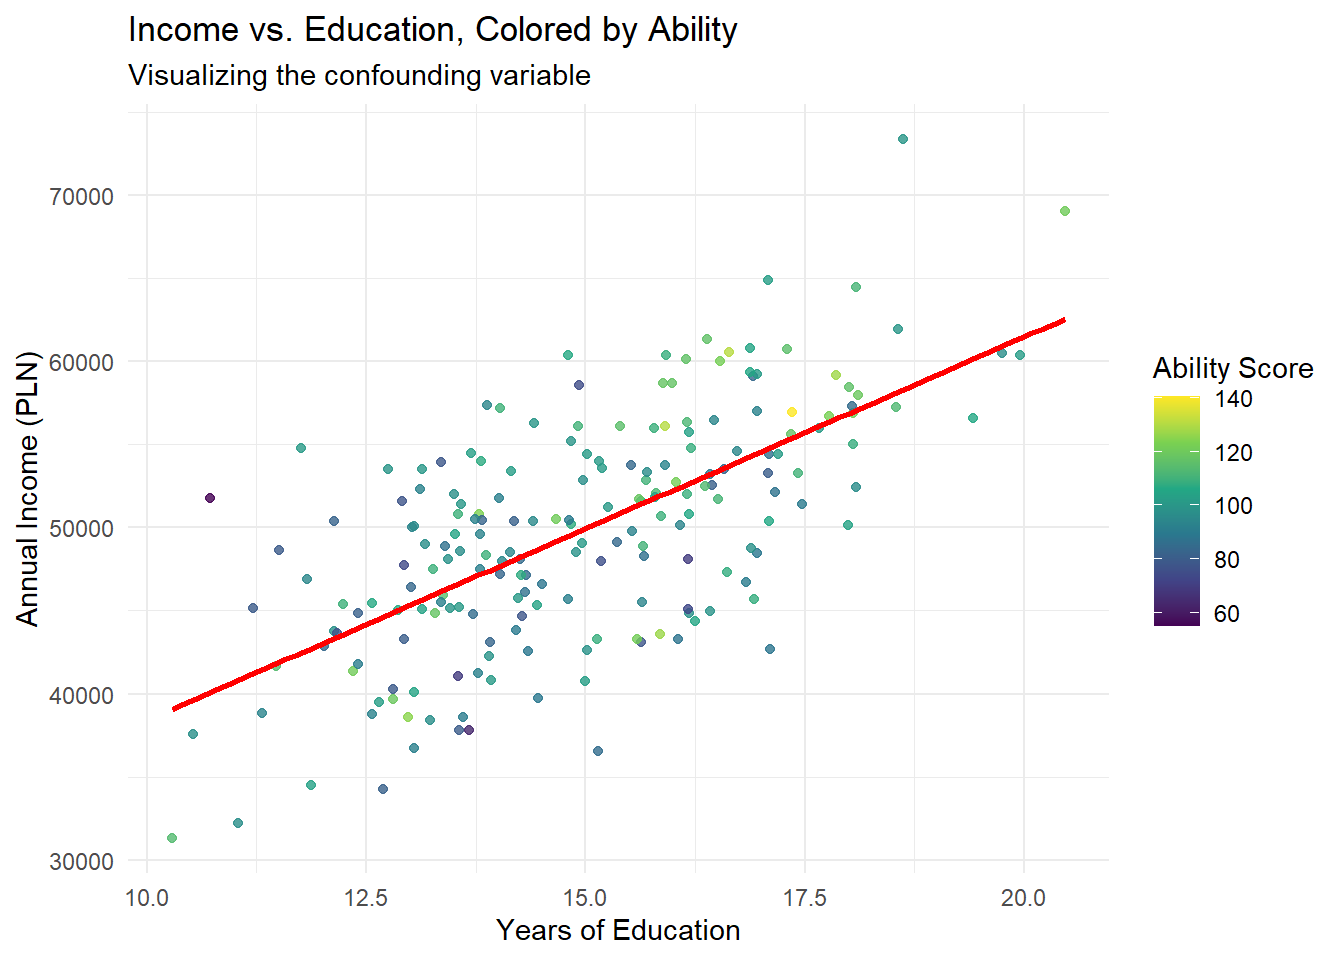 Income vs. Education, Colored by Ability
Visualizing the confounding variable
70000
60000
50000
40000
30000
Annual Income (PLN)
10.0 12.5 15.0 17.5 20.0
Years of Education
Ability Score
140
120
100
80
60